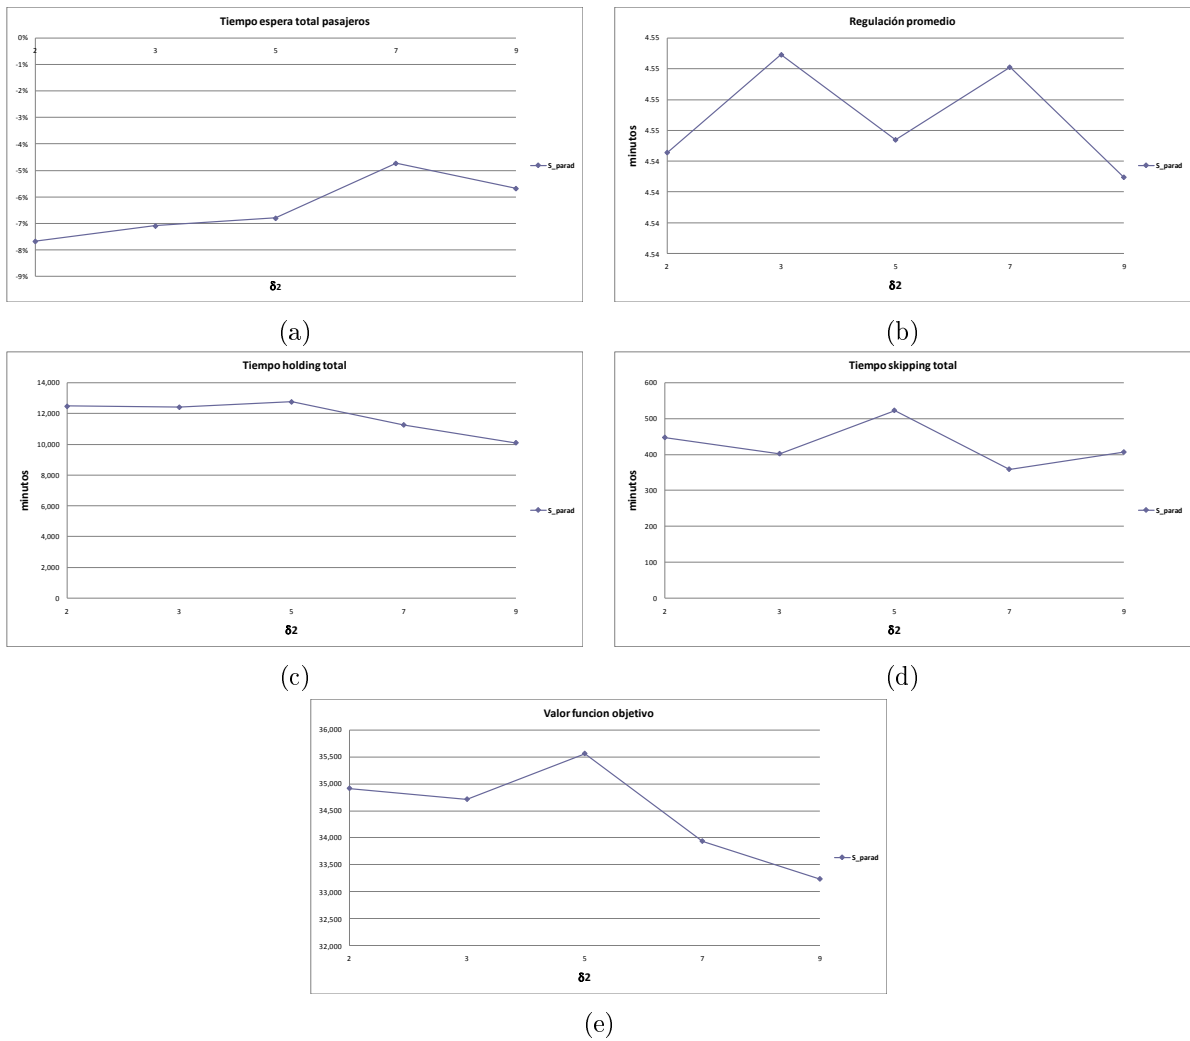 Tiempo espera total pasajeros
0%
-1%
-2%
-3%
-4%
-5%
-6%
-7%
-8%
-9%
2 3 5 7 9
S_parad
δ2
(a)
Regulación promedio
minutos
4.55
4.55
4.55
4.55
4.54
4.54
4.54
4.54
2 3 5 7 9
S_parad
δ2
(b)
Tiempo holding total
minutos
14,000
12,000
10,000
8,000
6,000
4,000
2,000
0
2 3 5 7 9
S_parad
δ2
(c)
Tiempo skipping total
minutos
600
500
400
300
200
100
0
2 3 5 7 9
S_parad
δ2
(d)
Valor funcion objetivo
36,000
35,500
35,000
34,500
34,000
33,500
33,000
32,500
32,000
2 3 5 7 9
S_parad
δ2
(e)